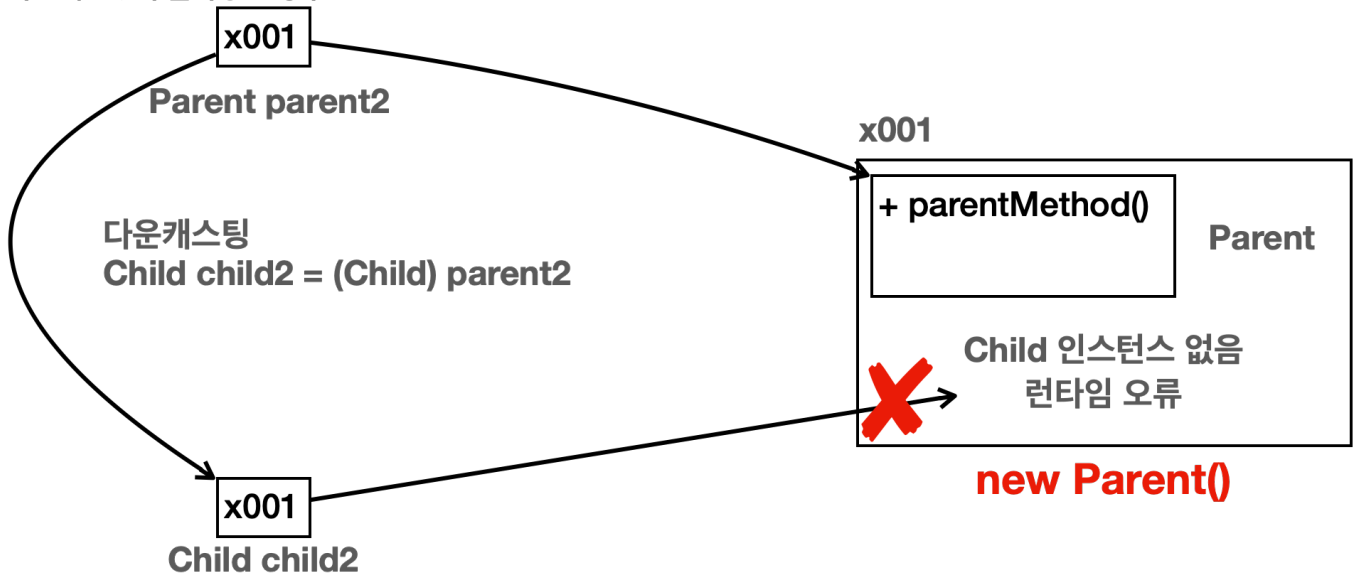 x001
Parent parent2
x001
+ parentMethod()
Parent
다운캐스팅
Child child2 = (Child) parent2
Child 인스턴스 없음
런타임 오류
new Parent()
x001
Child child2